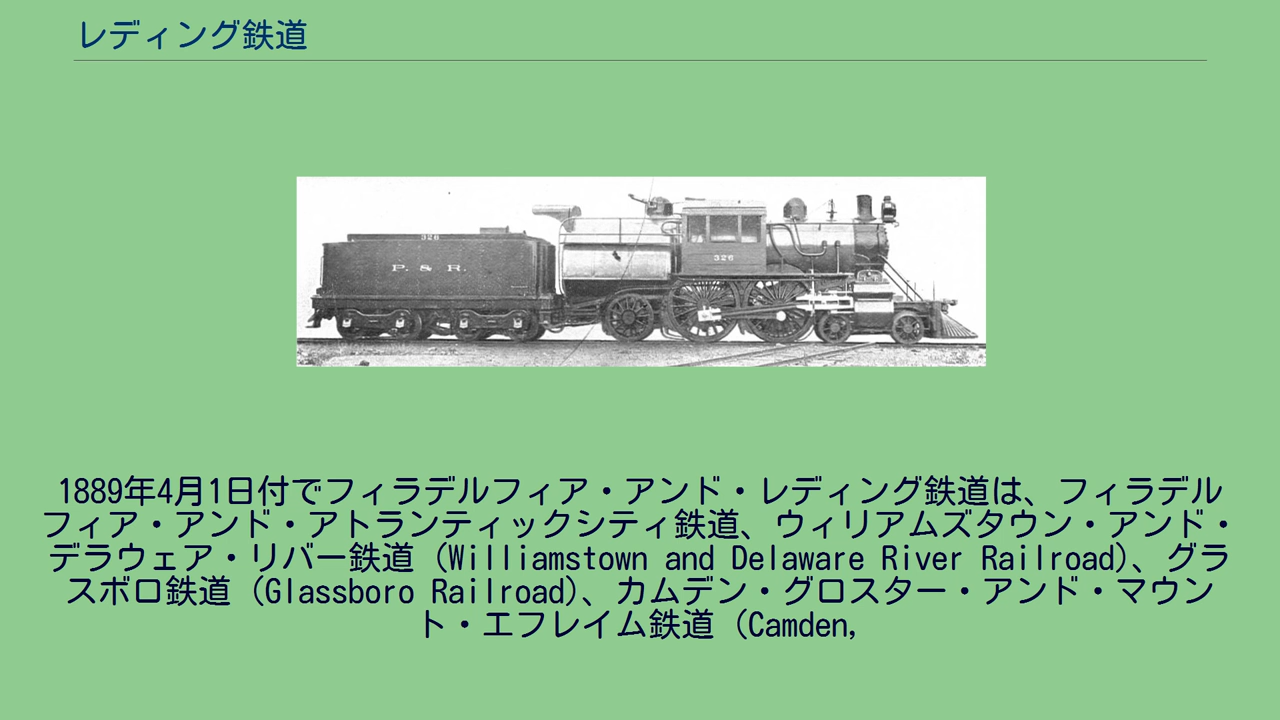 レディング鉄道
326
P. & R.
326
1889年4月1日付でフィラデルフィア・アンド・レディング鉄道は、フィラデル
フィア・アンド・アトランティックシティ鉄道、ウィリアムズタウン・アンド・
デラウェア・リバー鉄道（Williamstown and Delaware River Railroad)、グラ
スボロ鉄道（Glassboro Railroad)、カムデン・グロスター・アンド・マウン
ト・エフレイム鉄道（Camden,